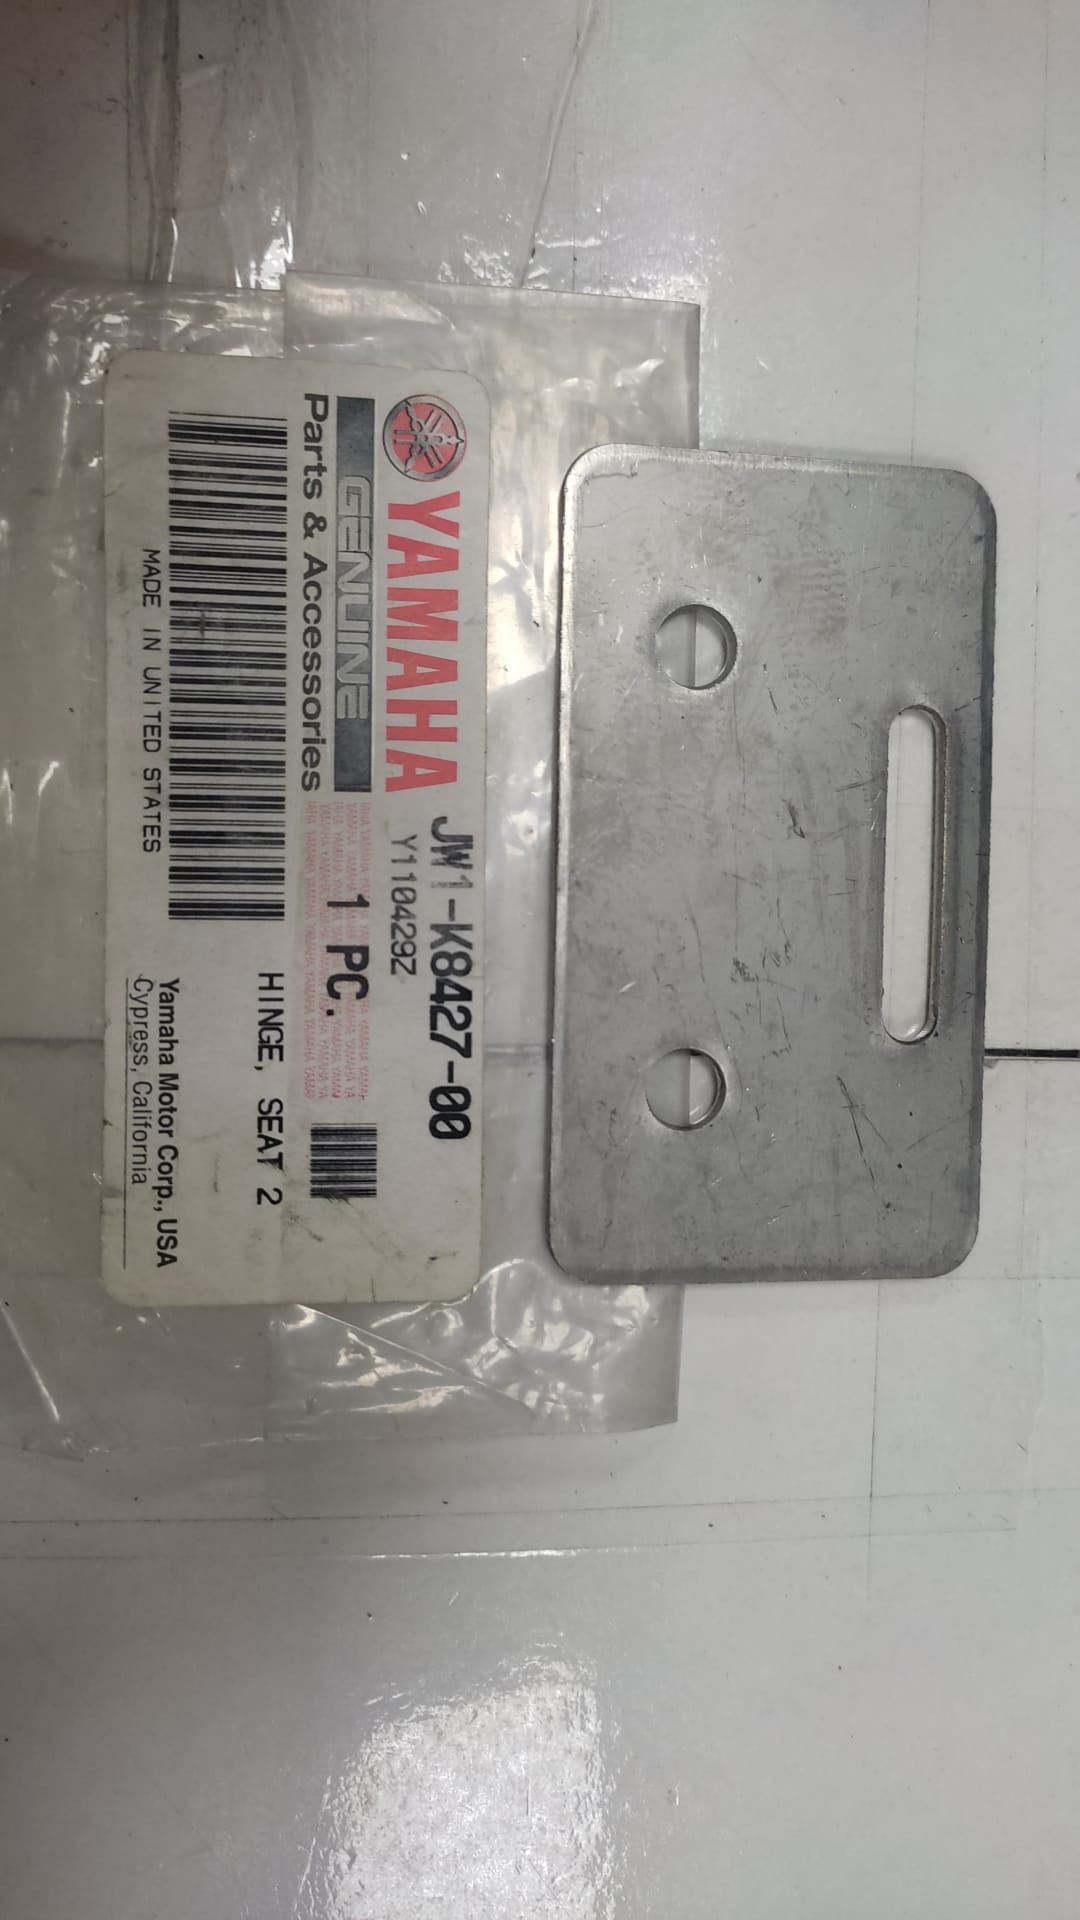 YAMAHA
GENUINE
Parts & Accessories
JW1-K8427-00
Y110429Z
1 PC.
HINGE, SEAT 2
MADE IN UNITED STATES
Yamaha Motor Corp., USA
Cypress, California